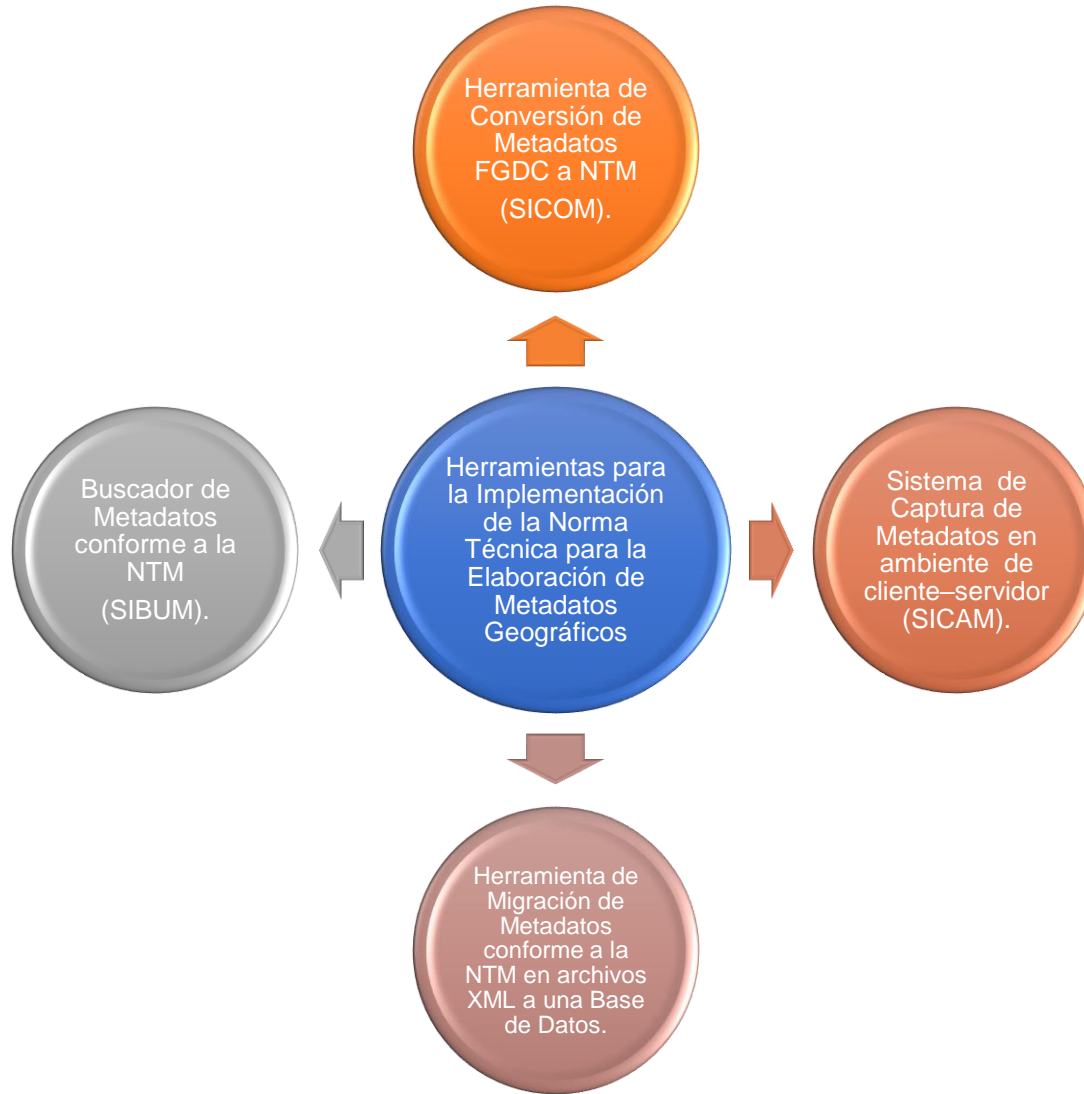 Herramienta de
Conversión de
Metadatos
FGDC a NTM
(SICOM).
Buscador de
Metadatos
conforme a la
NTM
(SIBUM).
Herramientas para
la Implementación
de la Norma
Técnica para la
Elaboración de
Metadatos
Geográficos
Sistema de
Captura de
Metadatos en
ambiente de
cliente–servidor
(SICAM).
Herramienta de
Migración de
Metadatos
conforme a la
NTM en archivos
XML a una Base
de Datos.